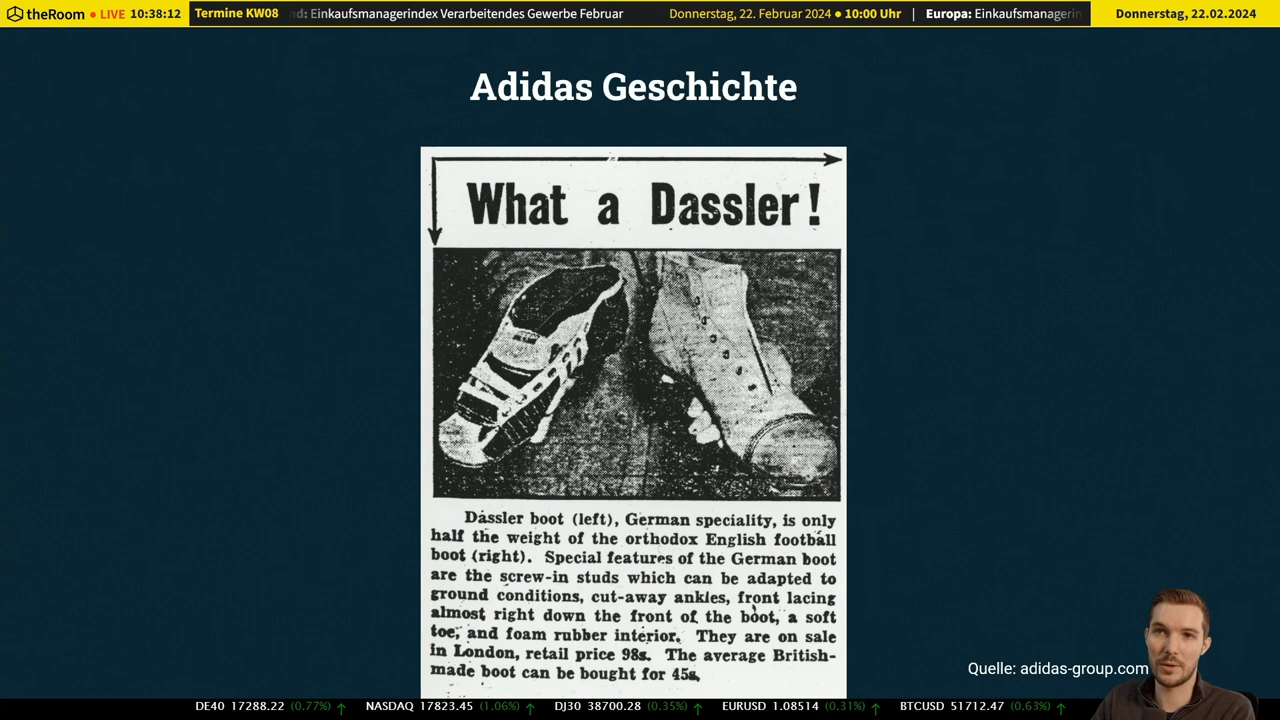 theRoom • LIVE 10:38:12
Termine KW08
d: Einkaufsmanagerindex Verarbeitendes Gewerbe Februar Donnerstag, 22. Februar 2024 • 10:00 Uhr | Europa: Einkaufsmanagerin
Donnerstag, 22.02.2024
Adidas Geschichte
What a Dassler!
Dassler boot (left), German speciality, is only
half the weight of the orthodox English football
boot (right). Special features of the German boot
are the screw-in studs which can be adapted to
ground conditions, cut-away ankles, front lacing
almost right down the front of the boot, a soft
toe, and foam rubber interior. They are on sale
in London, retail price 98s. The average British-
made boot can be bought for 45s.
Quelle: adidas-group.com
DE40 17288.22 (0.77%) ↑ NASDAQ 17823.45 (1.06%) ↑ DJ30 38700.28 (0.35%) ↑ EURUSD 1.08514 (0.31%) ↑ BTCUSD 51712.47 (0.63%) ↑